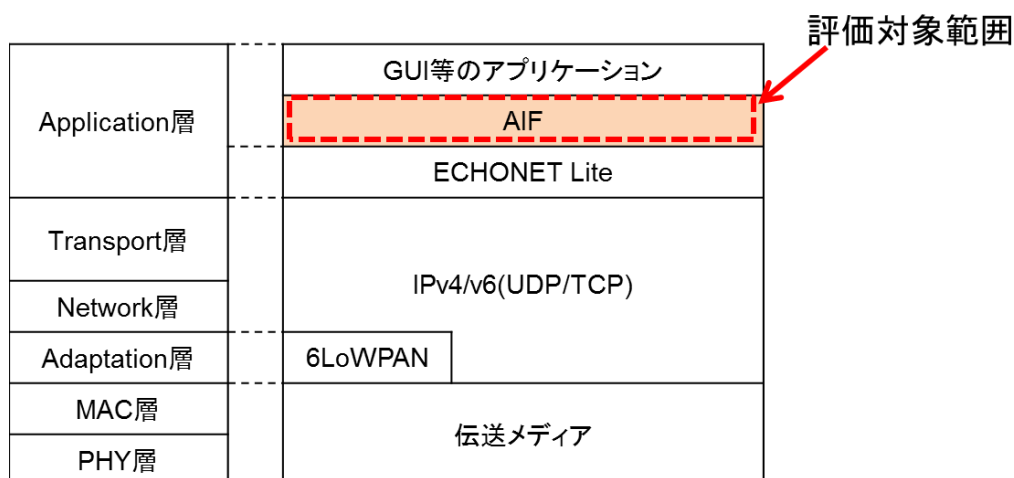 評価対象範囲
GUI等のアプリケーション
Application層
AIF
ECHONET Lite
Transport層
IPv4/v6(UDP/TCP)
Network層
Adaptation層
6LoWPAN
MAC層
伝送メディア
PHY層